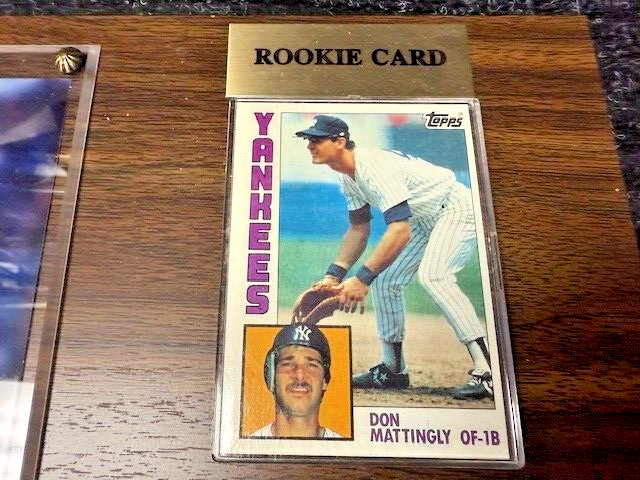 ROOKIE CARD
Topps
YANKEES
NY
DON
MATTINGLY OF-1B